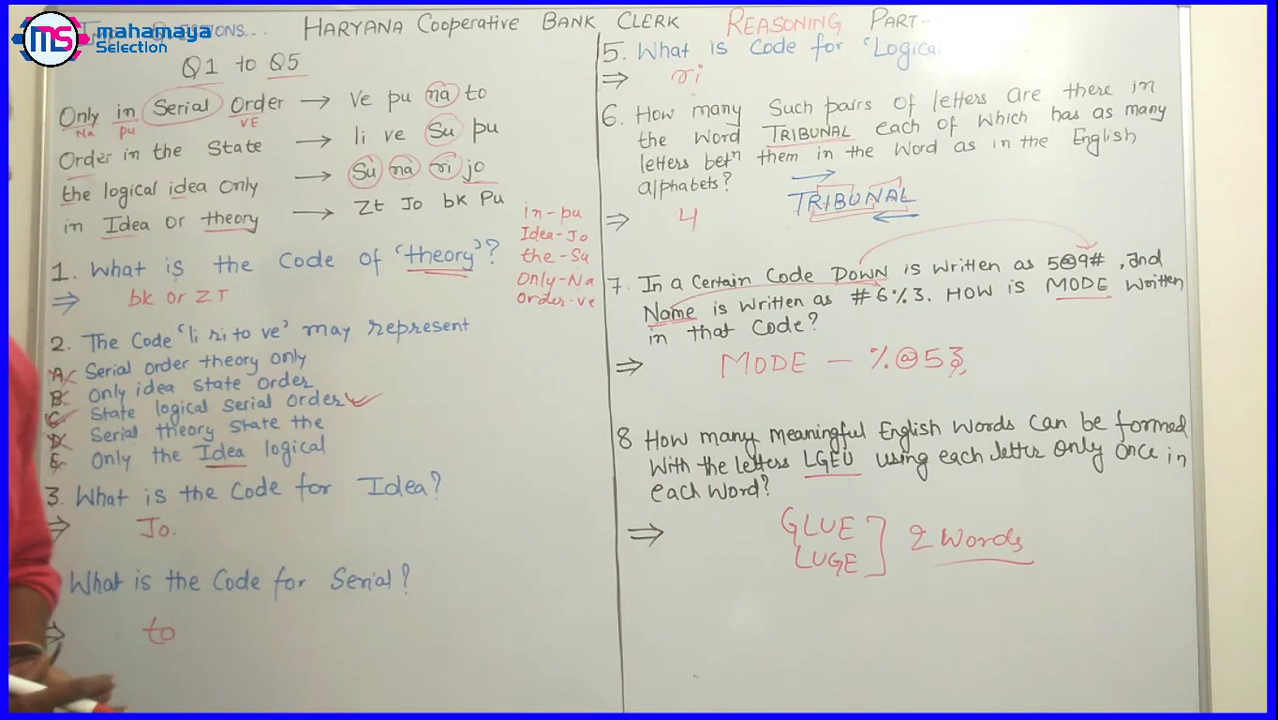 MS mahamaya
Selection
HARYANA Cooperative BANK CLERK REASONING PART-
Q1 to Q5
Only in Serial Order → ve pu na to
Na pu VE
Order in the State → li ve Su pu
the logical idea Only → Su na ri jo
in Idea or theory → Zt Jo bk Pu
in-pu
Idea-Jo
the-Su
Only-Na
Order-ve
1. What is the Code of 'theory'?
⇒ bk or ZT
2. The Code 'li ri to ve' may represent
A. Serial order theory only
B. Only idea state order
C. State logical Serial order
D. Serial theory State the
E. Only the Idea logical
3. What is the Code for Idea?
⇒ Jo.
What is the Code for Serial?
⇒ to
5. What is Code for 'Logical
⇒ ri
6. How many Such pairs of letters are there in
the word TRIBUNAL each of which has as many
letters betn them in the word as in the English
alphabets?
TRIBUNAL
⇒ 4
7. In a Certain Code DOWN is written as 5@9#, and
Name is written as #6%3. HOW is MODE written
in that Code?
⇒ MODE — %@53
8 How many Meaningful English Words Can be formed
With the letters LGEU using each letter Only Once in
each Word?
⇒ GLUE
LUGE ] 2 Words